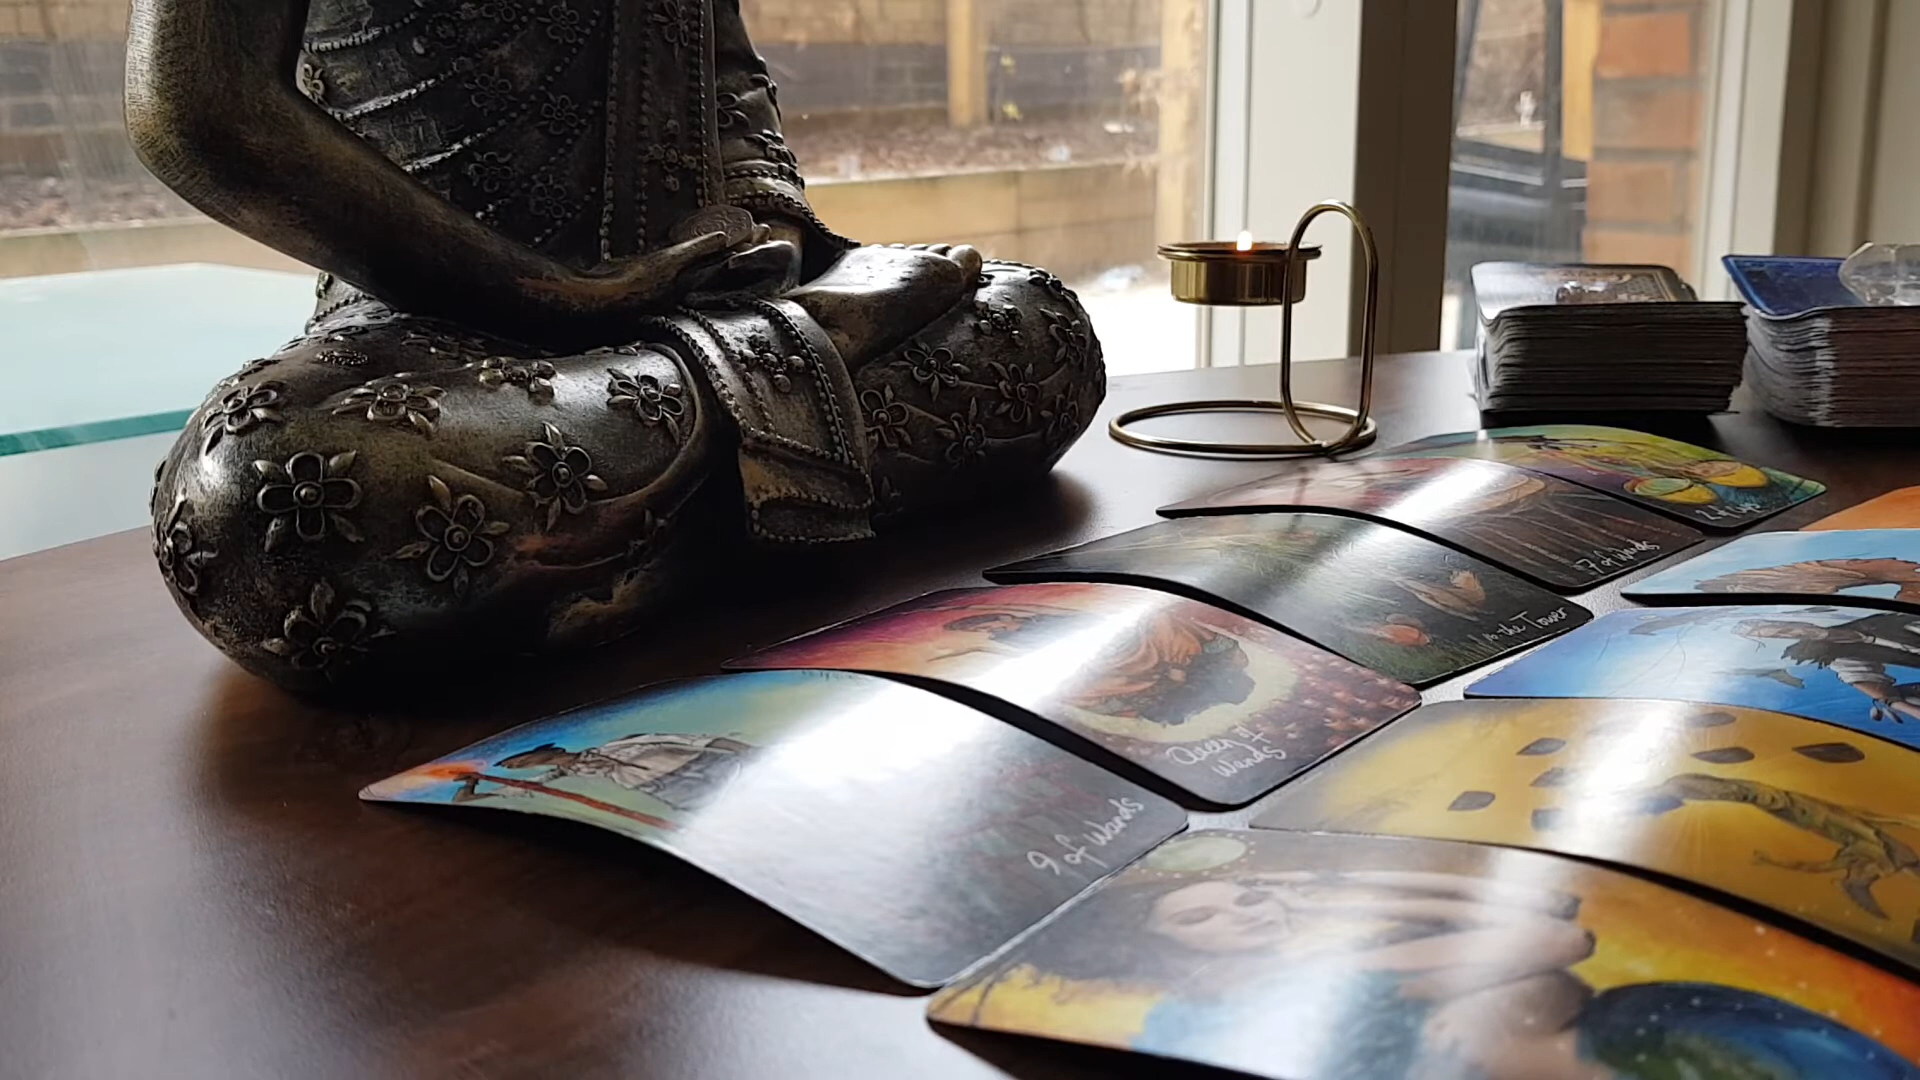 9 of Wands
Queen of
Wands
the Tower
7 of Wands